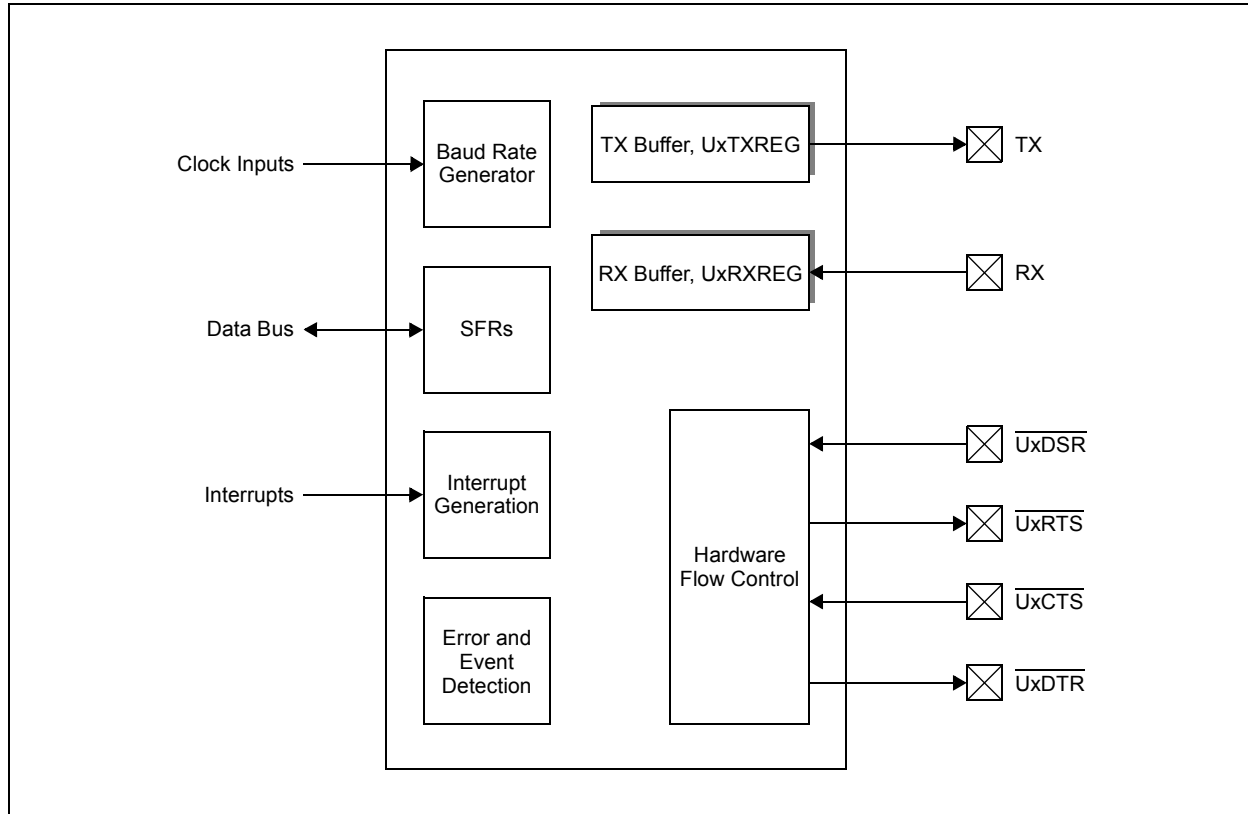 Clock Inputs
Baud Rate
Generator
TX Buffer, UxTXREG
TX
RX Buffer, UxRXREG
RX
Data Bus
SFRs
Interrupts
Interrupt
Generation
Error and
Event
Detection
Hardware
Flow Control
UxDSR
UxRTS
UxCTS
UxDTR